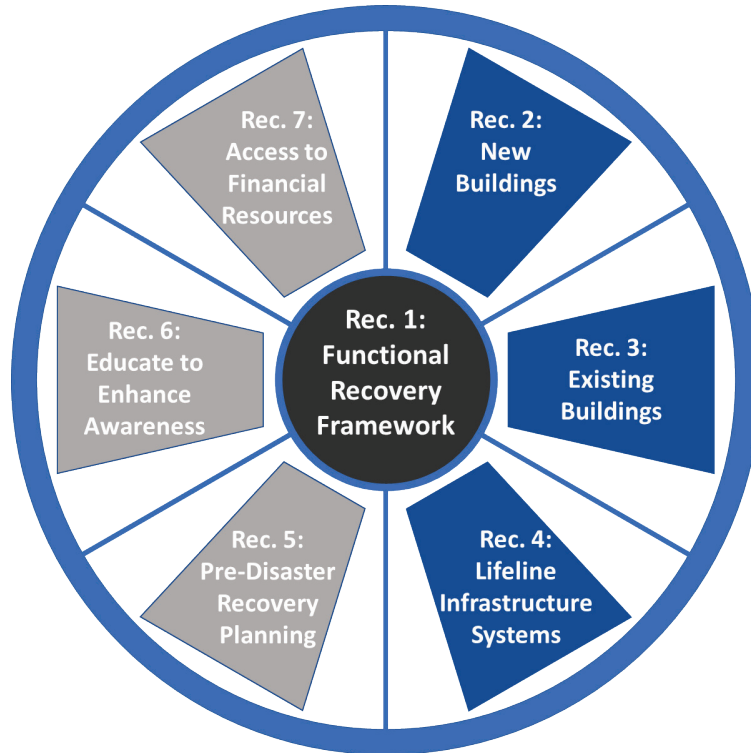 Rec. 1:
Functional
Recovery
Framework
Rec. 2:
New
Buildings
Rec. 3:
Existing
Buildings
Rec. 4:
Lifeline
Infrastructure
Systems
Rec. 5:
Pre-Disaster
Recovery
Planning
Rec. 6:
Educate to
Enhance
Awareness
Rec. 7:
Access to
Financial
Resources